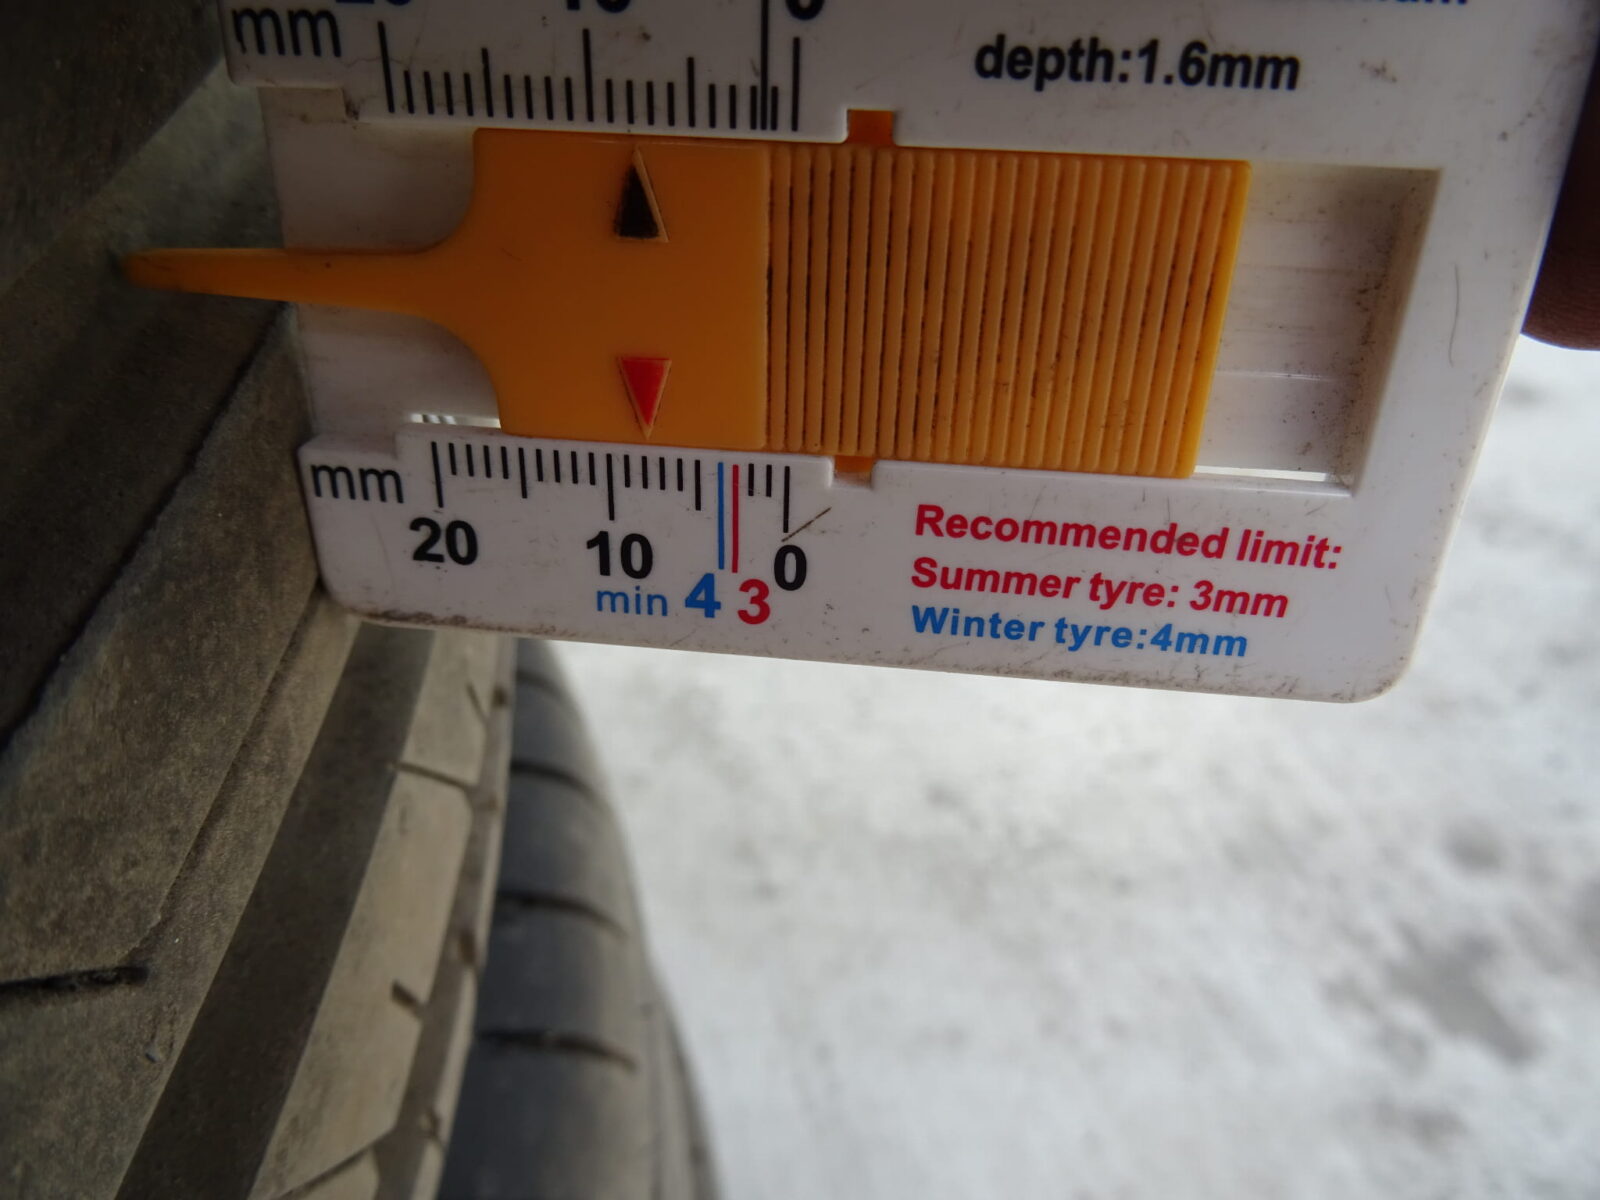 mm
depth:1.6mm
mm
20 10 0
min 4 3
Recommended limit:
Summer tyre: 3mm
Winter tyre:4mm